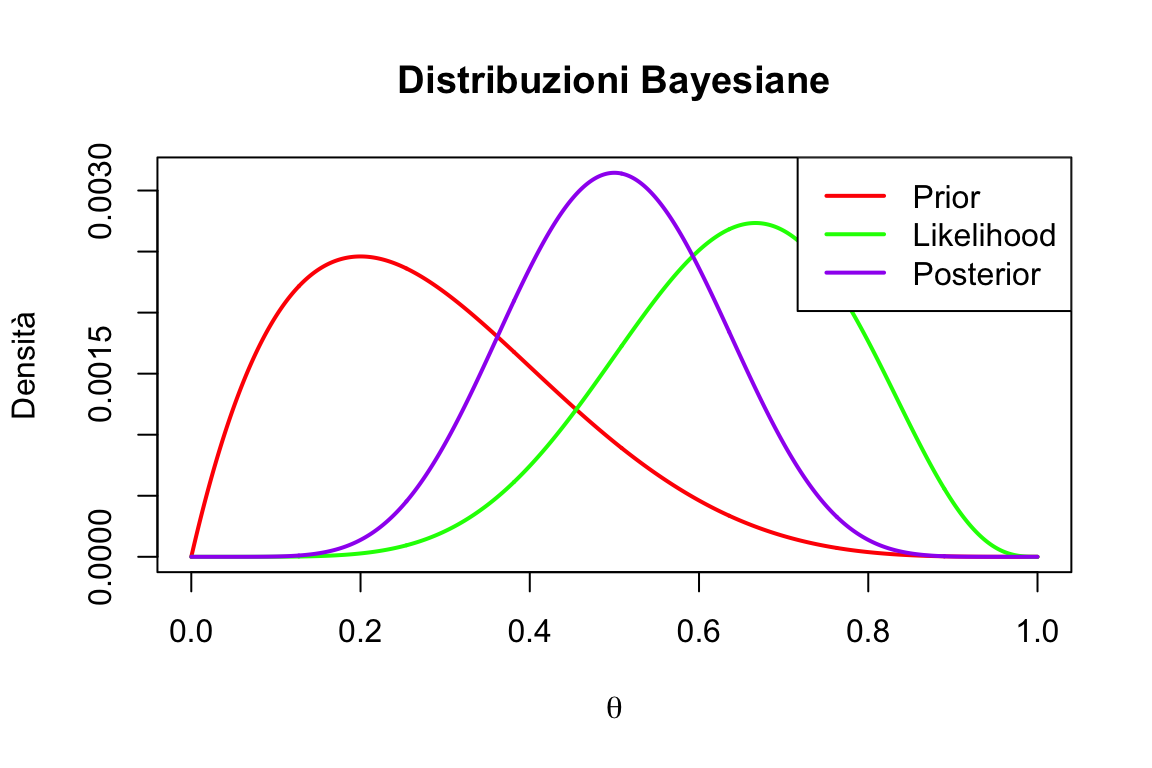 Distribuzioni Bayesiane
Prior
Likelihood
Posterior
Densità
0.0030
0.0015
0.0000
0.0 0.2 0.4 0.6 0.8 1.0
θ